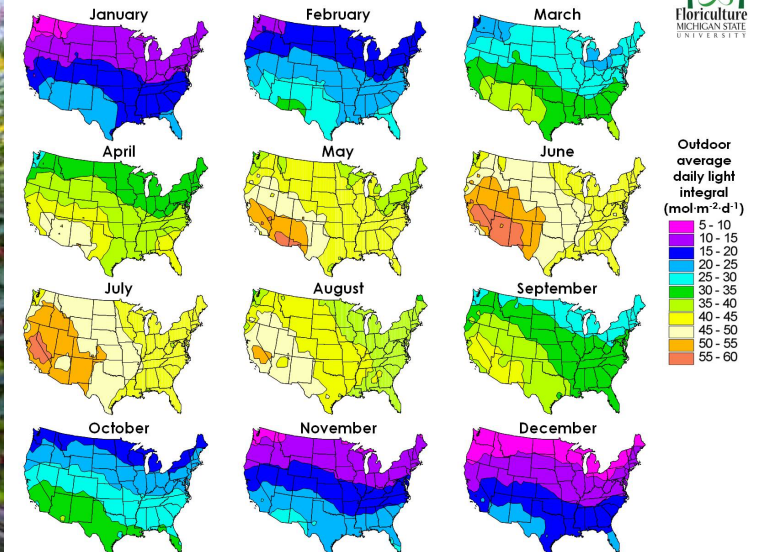 Floriculture
MICHIGAN STATE
UNIVERSITY
January
February
March
April
May
June
July
August
September
October
November
December
Outdoor
average
daily light
integral
(mol·m-2·d-1)
5 - 10
10 - 15
15 - 20
20 - 25
25 - 30
30 - 35
35 - 40
40 - 45
45 - 50
50 - 55
55 - 60